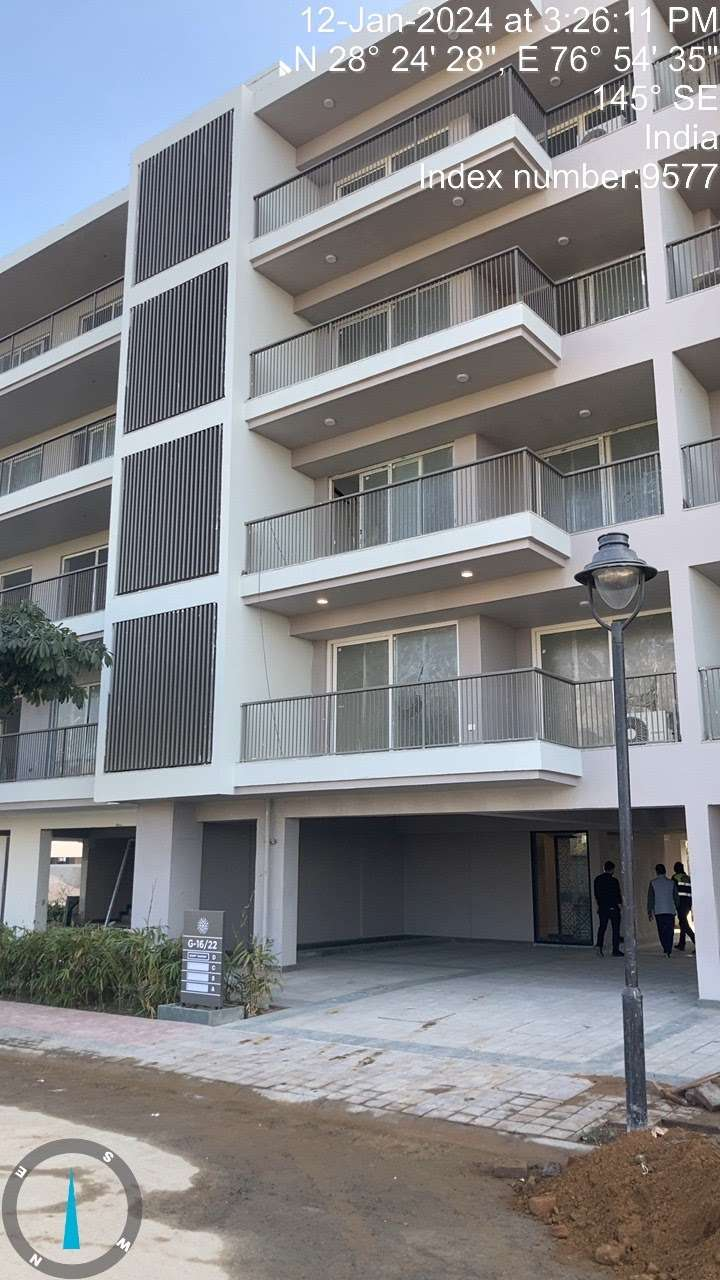 12-Jan-2024 at 3:26:11 PM
N 28° 24' 28", E 76° 54' 35"
145° SE
India
Index number:9577
G-16/22
D
C
B
A
S
E
W
N